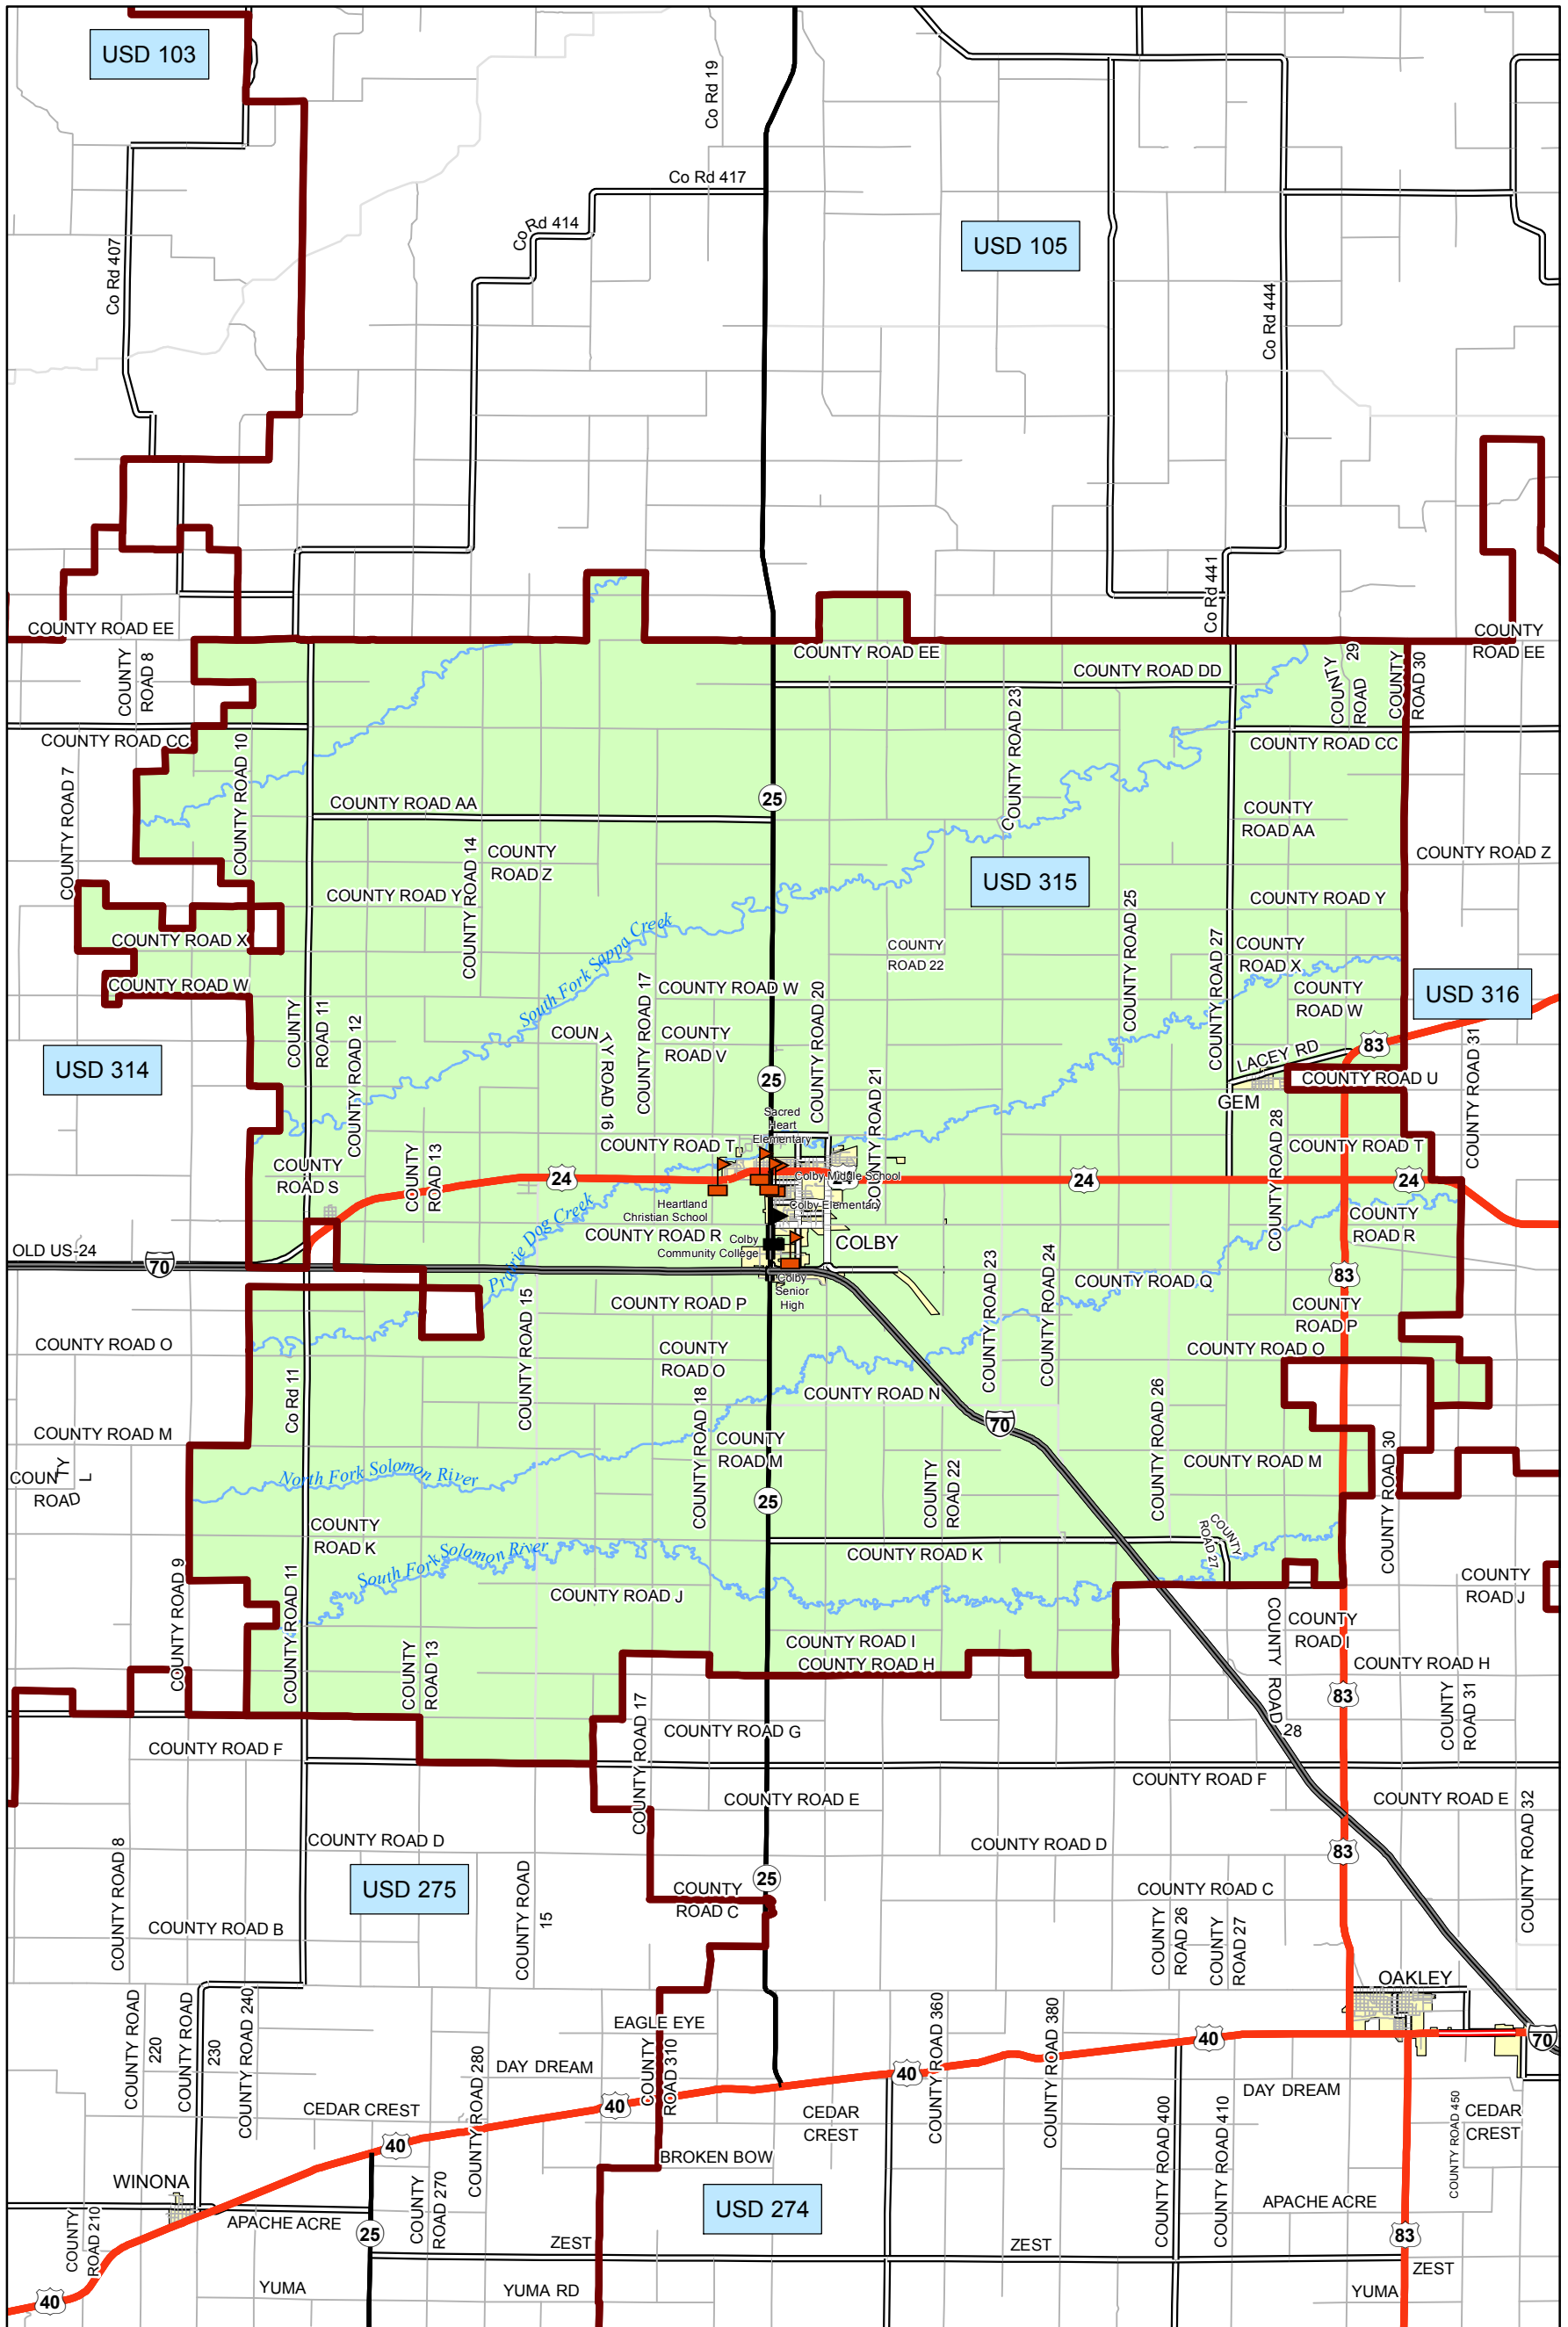 USD 103
Co Rd 19
Co Rd 417
Co Rd 414
USD 105
Co Rd 407
Co Rd 444
Co Rd 441
COUNTY ROAD EE
COUNTY ROAD EE
COUNTY
ROAD EE
COUNTY
ROAD 8
COUNTY ROAD DD
COUNTY
ROAD
29
COUNTY
ROAD 30
COUNTY ROAD 23
COUNTY ROAD CC
COUNTY ROAD CC
COUNTY ROAD 7
COUNTY ROAD 10
25
COUNTY ROAD AA
COUNTY
ROAD AA
COUNTY ROAD 14
COUNTY
ROAD Z
COUNTY ROAD Z
USD 315
COUNTY ROAD Y
COUNTY ROAD Y
COUNTY ROAD 25
South Fork Sappa Creek
COUNTY ROAD X
COUNTY
ROAD 22
COUNTY ROAD 27
COUNTY
ROAD X
COUNTY ROAD W
COUNTY ROAD 17
COUNTY ROAD W
COUNTY ROAD 20
COUNTY
ROAD W
USD 316
COUNTY
ROAD 11
COUNTY ROAD 12
COUNTY ROAD 16
COUNTY
ROAD V
83
LACEY RD
COUNTY ROAD 31
USD 314
25
COUNTY ROAD 21
COUNTY ROAD U
GEM
Sacred
Heart
Elementary
COUNTY ROAD 28
COUNTY ROAD T
COUNTY ROAD T
COUNTY
ROAD S
COUNTY
ROAD 13
24
Colby Middle School
24
24
24
Heartland
Christian School
Colby Elementary
Prairie Dog Creek
COUNTY ROAD R
Colby
Community College
COLBY
COUNTY
ROAD R
OLD US-24
70
COUNTY ROAD 23
COUNTY ROAD 24
COUNTY ROAD Q
83
Colby
Senior
High
COUNTY ROAD 15
COUNTY ROAD P
COUNTY
ROAD P
COUNTY ROAD O
COUNTY
ROAD O
COUNTY ROAD O
Co Rd 11
COUNTY ROAD 18
COUNTY ROAD N
COUNTY ROAD 26
70
COUNTY ROAD M
COUNTY
ROAD M
COUNTY ROAD M
COUNTY ROAD 30
COUNTY
ROAD
L
North Fork Solomon River
COUNTY
ROAD 22
25
COUNTY
ROAD K
COUNTY
ROAD 27
South Fork Solomon River
COUNTY ROAD K
COUNTY ROAD 9
COUNTY ROAD 11
COUNTY ROAD J
COUNTY
ROAD J
COUNTY ROAD 28
COUNTY
ROAD I
COUNTY ROAD I
COUNTY
ROAD 13
COUNTY ROAD H
COUNTY ROAD H
83
COUNTY ROAD 17
COUNTY
ROAD 31
COUNTY ROAD G
COUNTY ROAD F
COUNTY ROAD F
COUNTY ROAD E
COUNTY ROAD E
COUNTY ROAD 32
COUNTY ROAD 8
COUNTY ROAD D
COUNTY ROAD D
83
USD 275
COUNTY ROAD
15
25
COUNTY
ROAD C
COUNTY ROAD C
COUNTY ROAD B
COUNTY
ROAD 26
COUNTY
ROAD 27
OAKLEY
COUNTY ROAD
220
COUNTY ROAD
230
COUNTY ROAD 240
EAGLE EYE
COUNTY ROAD 360
COUNTY ROAD 380
40
70
COUNTY ROAD 280
DAY DREAM
COUNTY
ROAD 310
40
DAY DREAM
CEDAR CREST
40
CEDAR
CREST
COUNTY ROAD 400
COUNTY ROAD 410
COUNTY ROAD 450
CEDAR
CREST
40
BROKEN BOW
WINONA
COUNTY
ROAD 270
USD 274
APACHE ACRE
APACHE ACRE
COUNTY
ROAD 210
25
83
ZEST
ZEST
ZEST
YUMA
YUMA RD
YUMA
40